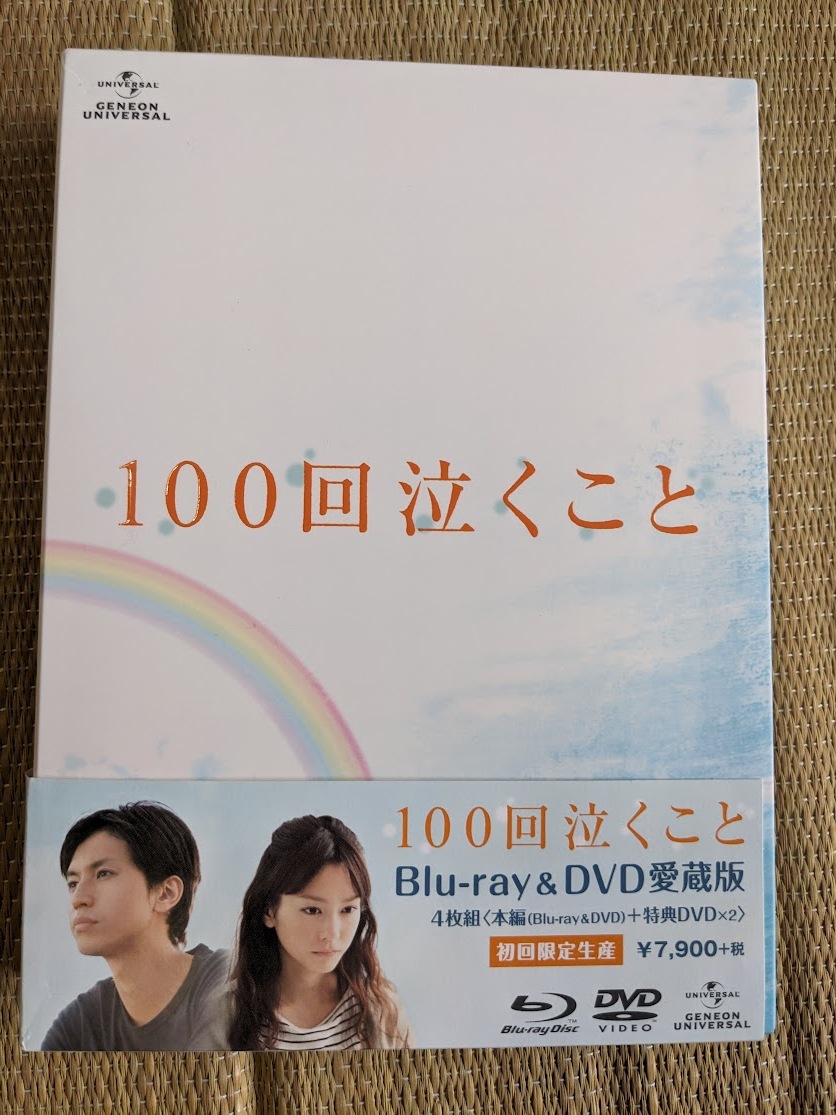 UNIVERSAL
GENEON
UNIVERSAL
100回泣くこと
100回泣くこと
Blu-ray & DVD愛蔵版
4枚組〈本編(Blu-ray&DVD)+特典DVD×2〉
初回限定生産 ¥7,900+税
Blu-ray Disc™
DVD
VIDEO
UNIVERSAL
GENEON
UNIVERSAL